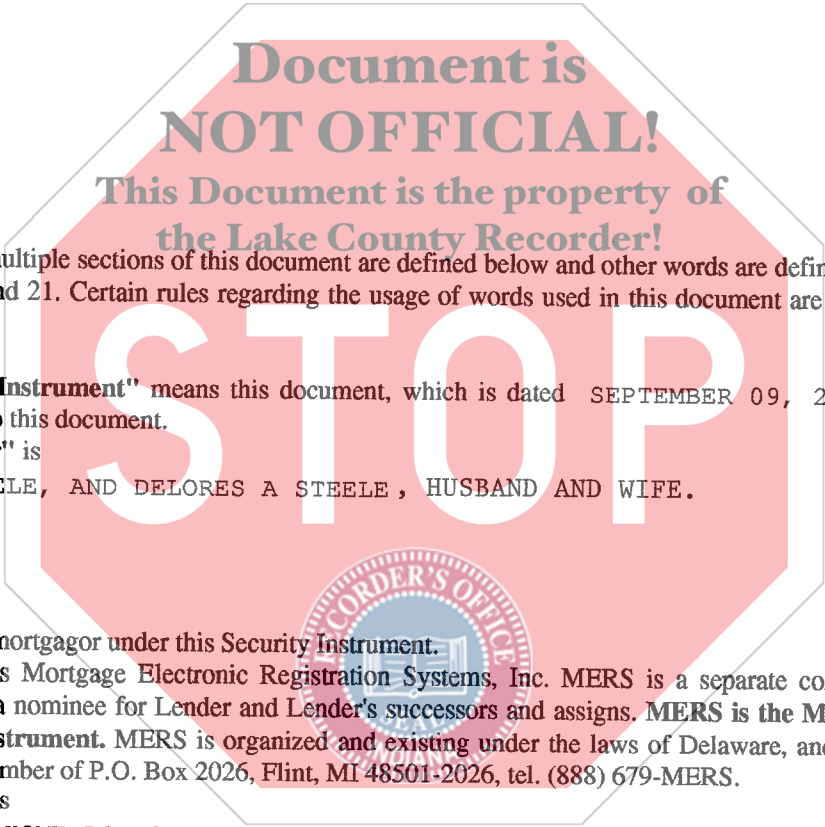 Document is
NOT OFFICIAL!
This Document is the property of
the Lake County Recorder!
ultiple sections of this document are defined below and other words are defin
nd 21. Certain rules regarding the usage of words used in this document are
STOP
Instrument" means this document, which is dated SEPTEMBER 09, 2
this document.
" is
ELE, AND DELORES A STEELE, HUSBAND AND WIFE.
RECORDER'S OFFICE
mortgagor under this Security Instrument.
s Mortgage Electronic Registration Systems, Inc. MERS is a separate co
a nominee for Lender and Lender's successors and assigns. MERS is the M
SEAL
strument. MERS is organized and existing under the laws of Delaware, an
INDIANA
mber of P.O. Box 2026, Flint, MI 48501-2026, tel. (888) 679-MERS.
s